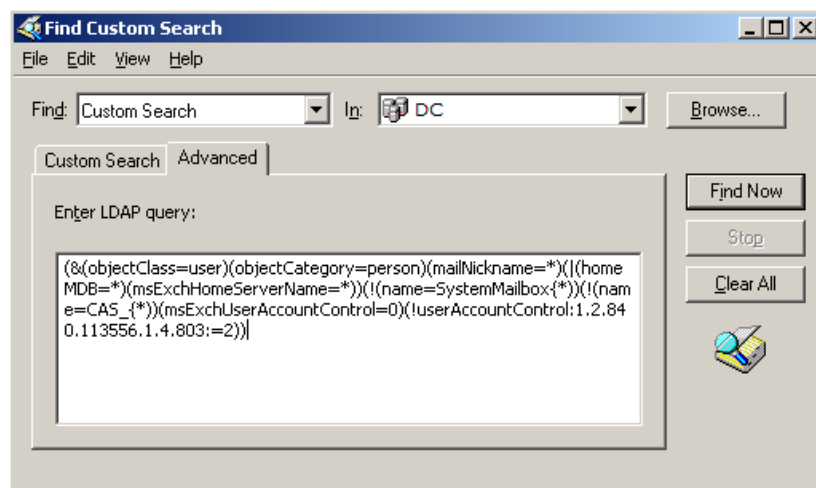 Find Custom Search
File Edit View Help
Find: Custom Search In: DC Browse...
Custom Search Advanced
Find Now
Enter LDAP query:
Stop
(&(objectClass=user)(objectCategory=person)(mailNickname=*)(|(home
MDB=*)(msExchHomeServerName=*))(!(name=SystemMailbox{*))(!(nam
e=CAS_{*))(msExchUserAccountControl=0)(!userAccountControl:1.2.84
0.113556.1.4.803:=2))
Clear All